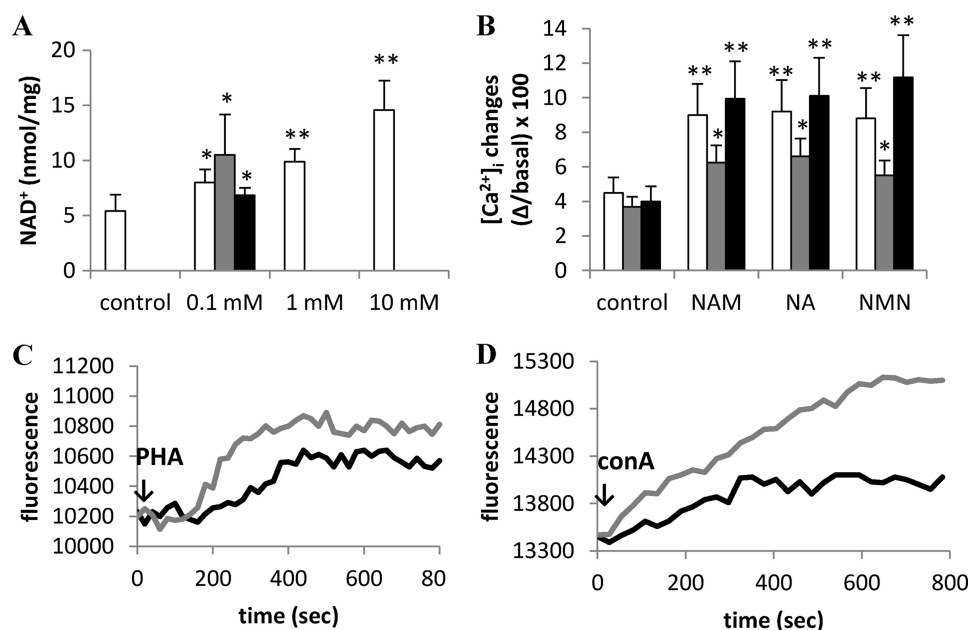 A
NAD⁺ (nmol/mg)
20
15
10
5
0
*
*
*
**
**
control
0.1 mM
1 mM
10 mM
B
[Ca²⁺]ᵢ changes
(Δ/basal) x 100
14
12
10
8
6
4
2
0
**
*
**
**
*
**
**
*
**
control
NAM
NA
NMN
C
fluorescence
11200
11000
10800
10600
10400
10200
10000
PHA
0
200
400
600
80
time (sec)
D
fluorescence
15300
14800
14300
13800
13300
conA
0
200
400
600
800
time (sec)